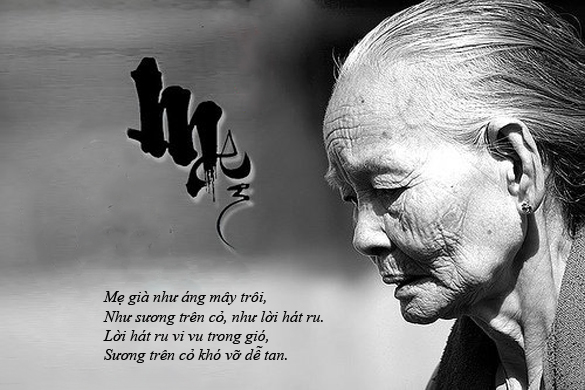 Mẹ
Mẹ già như áng mây trôi,
Như sương trên cỏ, như lời hát ru.
Lời hát ru vi vu trong gió,
Sương trên cỏ khó vỡ dễ tan.